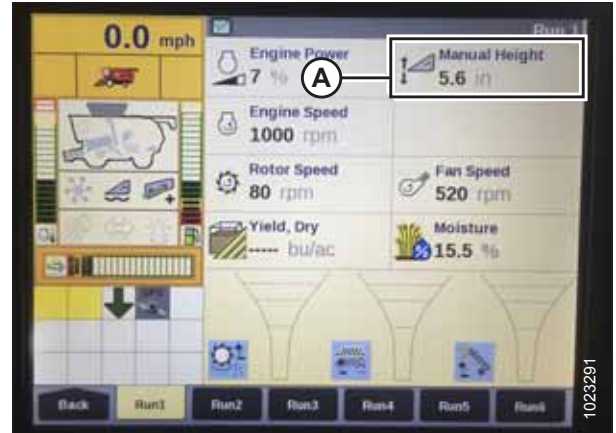 0.0 mph
Run 1
Engine Power
7 %
A
Manual Height
5.6 in
Engine Speed
1000 rpm
Rotor Speed
80 rpm
Fan Speed
520 rpm
Yield, Dry
----- bu/ac
Moisture
15.5 %
Back
Run1
Run2
Run3
Run4
Run5
Run6
1023291